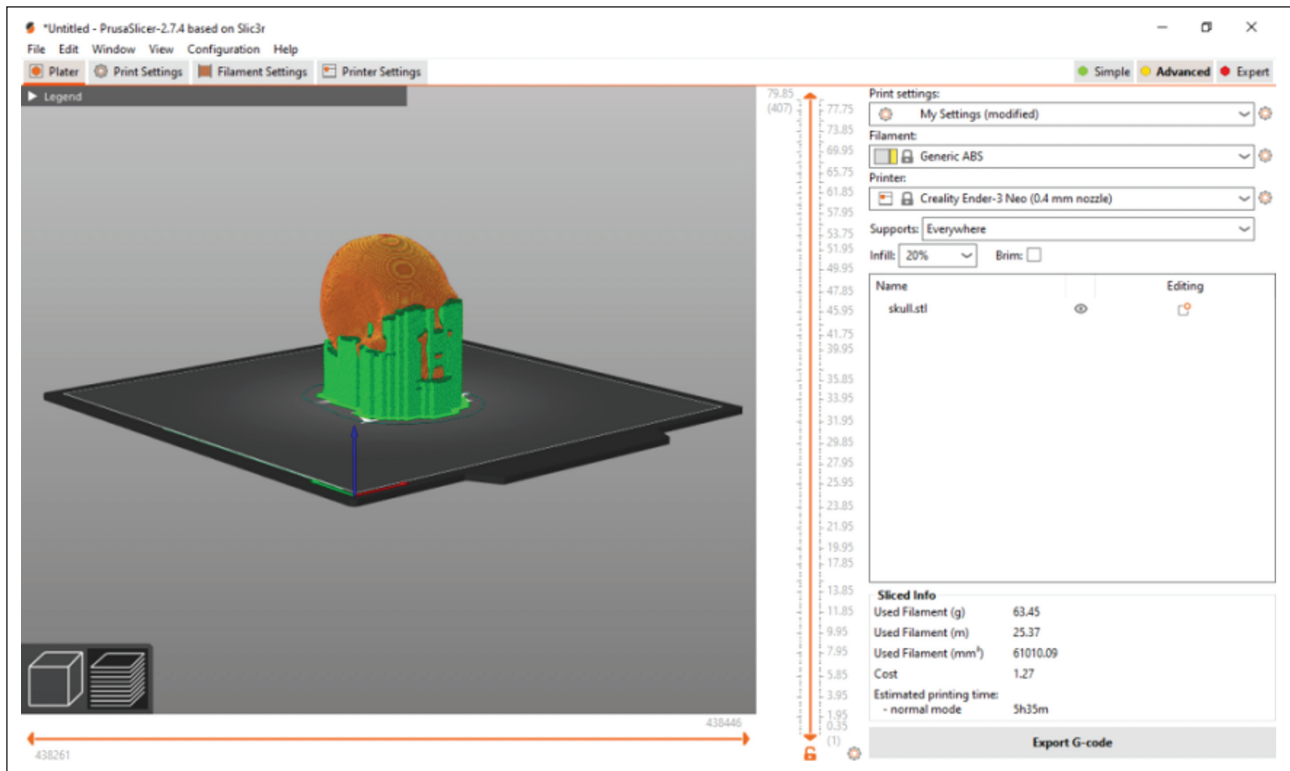 *Untitled - PrusaSlicer-2.7.4 based on Slic3r
File Edit Window View Configuration Help
Plater Print Settings Filament Settings Printer Settings Simple Advanced Expert
Legend
79.85
(407)
77.75
73.85
69.95
65.75
61.85
57.95
53.75
51.95
49.95
47.85
45.95
41.75
39.95
35.85
33.95
31.95
29.85
27.95
25.95
23.85
21.95
19.95
17.85
13.85
11.85
9.95
7.95
5.85
3.95
1.95
0.35
(1)
438446
438261
Print settings:
My Settings (modified)
Filament:
Generic ABS
Printer:
Creality Ender-3 Neo (0.4 mm nozzle)
Supports: Everywhere
Infill: 20% Brim:
Name Editing
skull.stl
Sliced Info
Used Filament (g) 63.45
Used Filament (m) 25.37
Used Filament (mm³) 61010.09
Cost 1.27
Estimated printing time:
- normal mode 5h35m
Export G-code